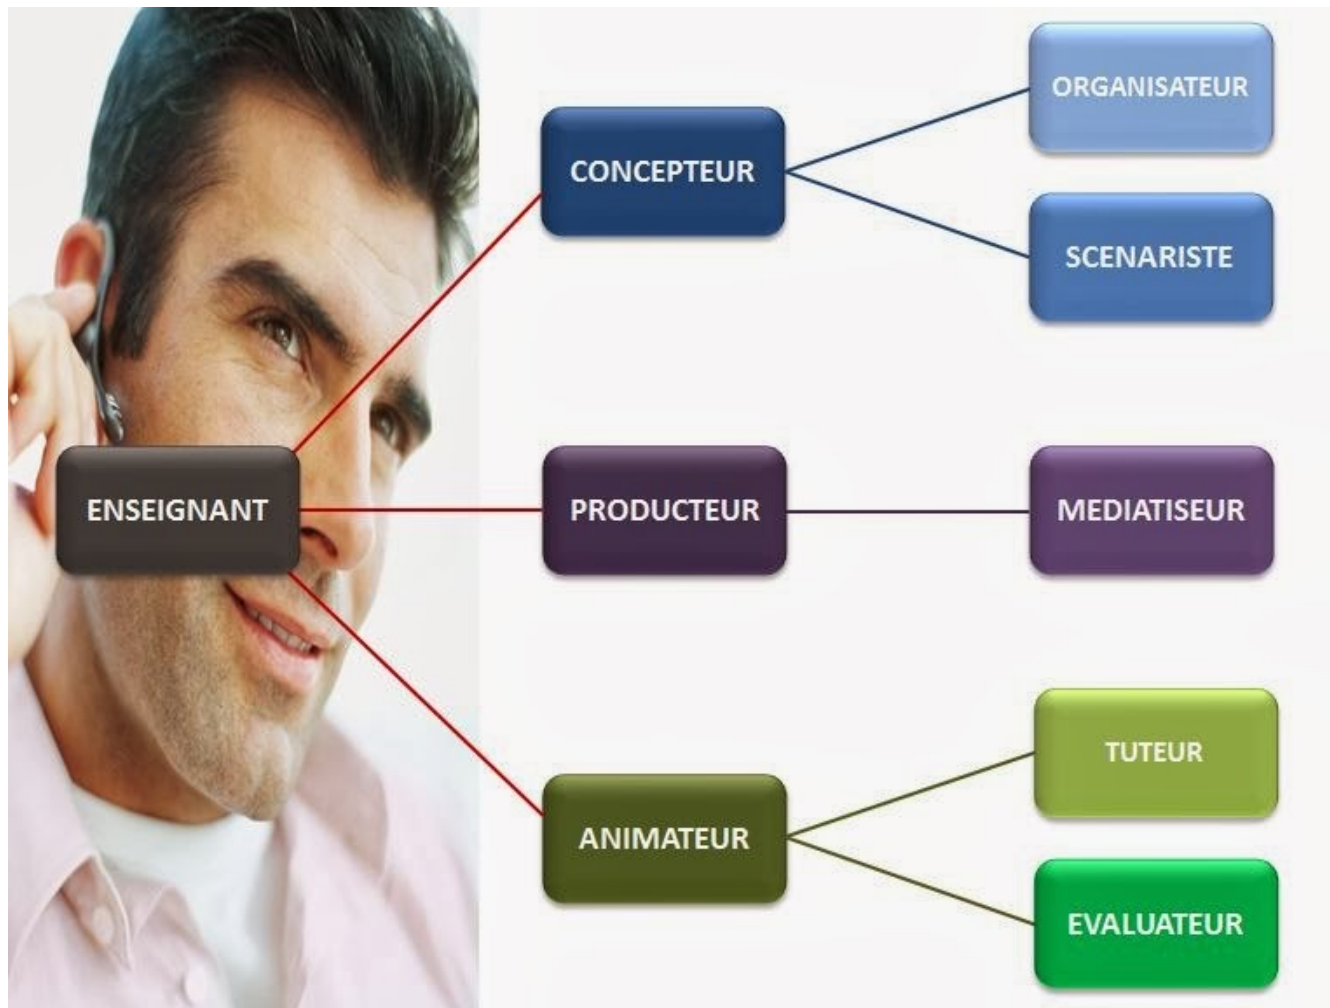 ORGANISATEUR
CONCEPTEUR
SCENARISTE
ENSEIGNANT
PRODUCTEUR
MEDIATISEUR
TUTEUR
ANIMATEUR
EVALUATEUR